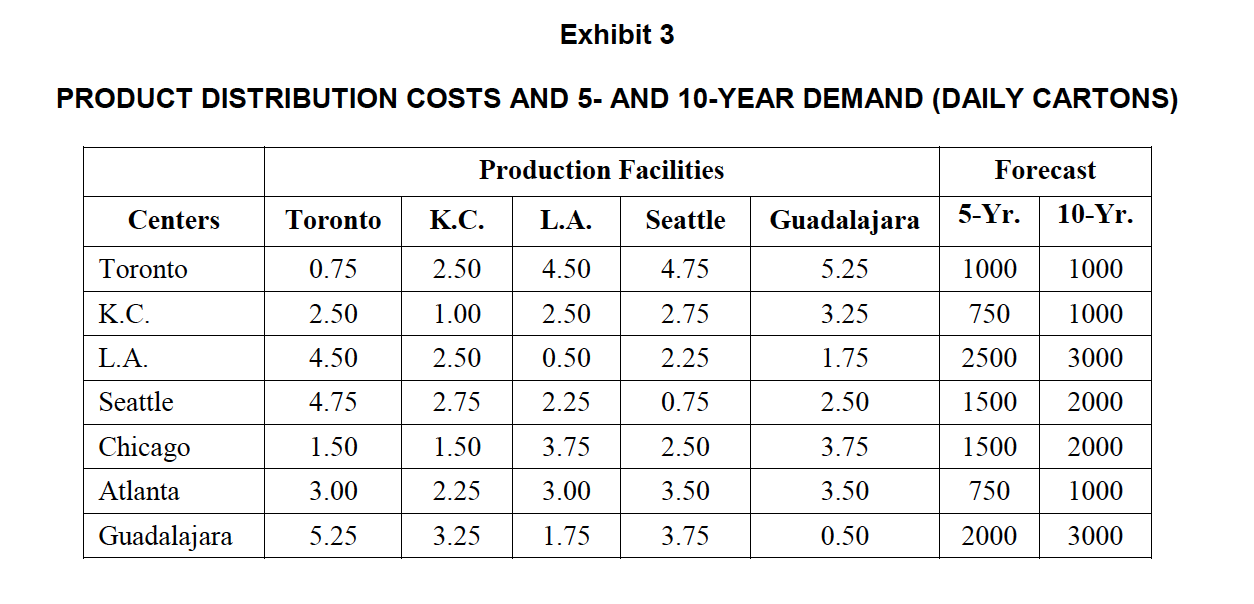 Exhibit 3
PRODUCT DISTRIBUTION COSTS AND 5- AND 10-YEAR DEMAND (DAILY CARTONS)
Production Facilities Forecast
Centers Toronto K.C. L.A. Seattle Guadalajara 5-Yr. 10-Yr.
Toronto 0.75 2.50 4.50 4.75 5.25 1000 1000
K.C. 2.50 1.00 2.50 2.75 3.25 750 1000
L.A. 4.50 2.50 0.50 2.25 1.75 2500 3000
Seattle 4.75 2.75 2.25 0.75 2.50 1500 2000
Chicago 1.50 1.50 3.75 2.50 3.75 1500 2000
Atlanta 3.00 2.25 3.00 3.50 3.50 750 1000
Guadalajara 5.25 3.25 1.75 3.75 0.50 2000 3000